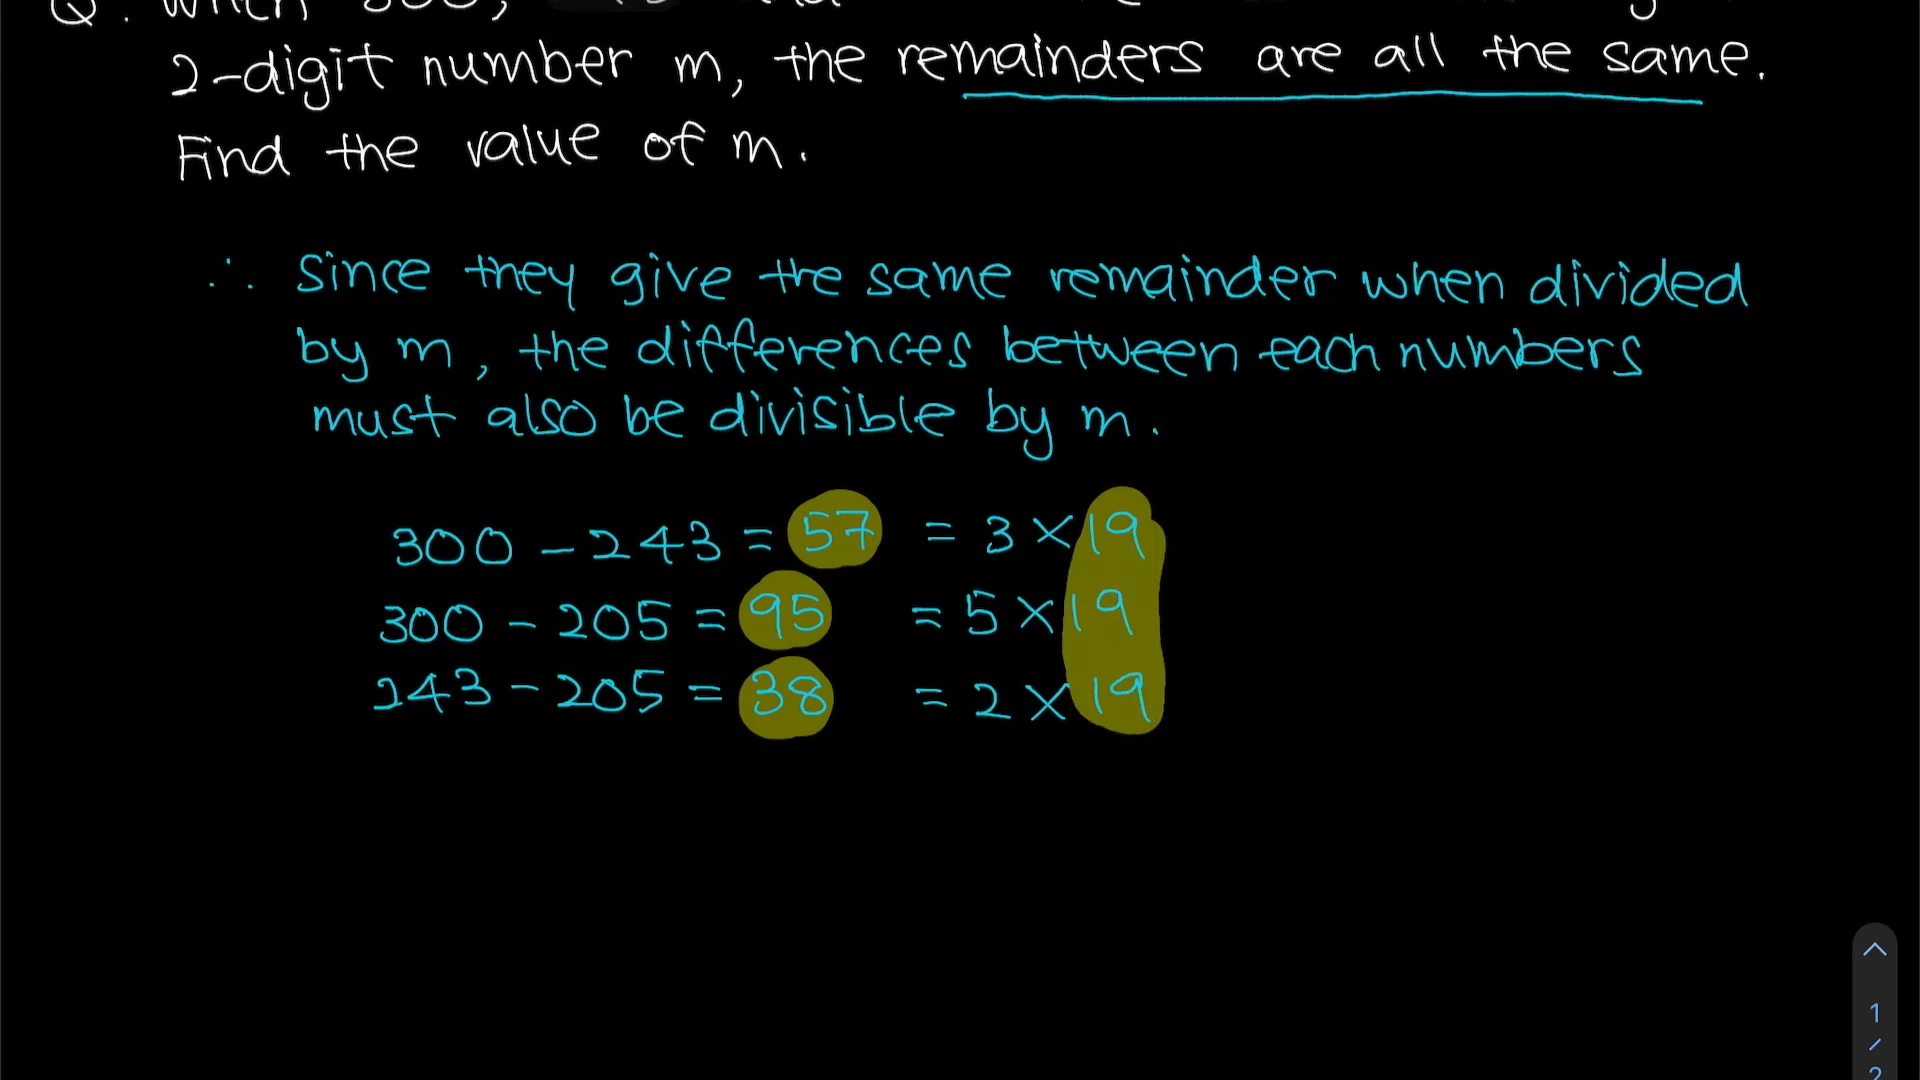 2-digit number m, the remainders are all the same.
Find the value of m.
∴ Since they give the same remainder when divided
by m, the differences between each numbers
must also be divisible by m.
300 - 243 = 57 = 3 × 19
300 - 205 = 95 = 5 × 19
243 - 205 = 38 = 2 × 19
1
/
2